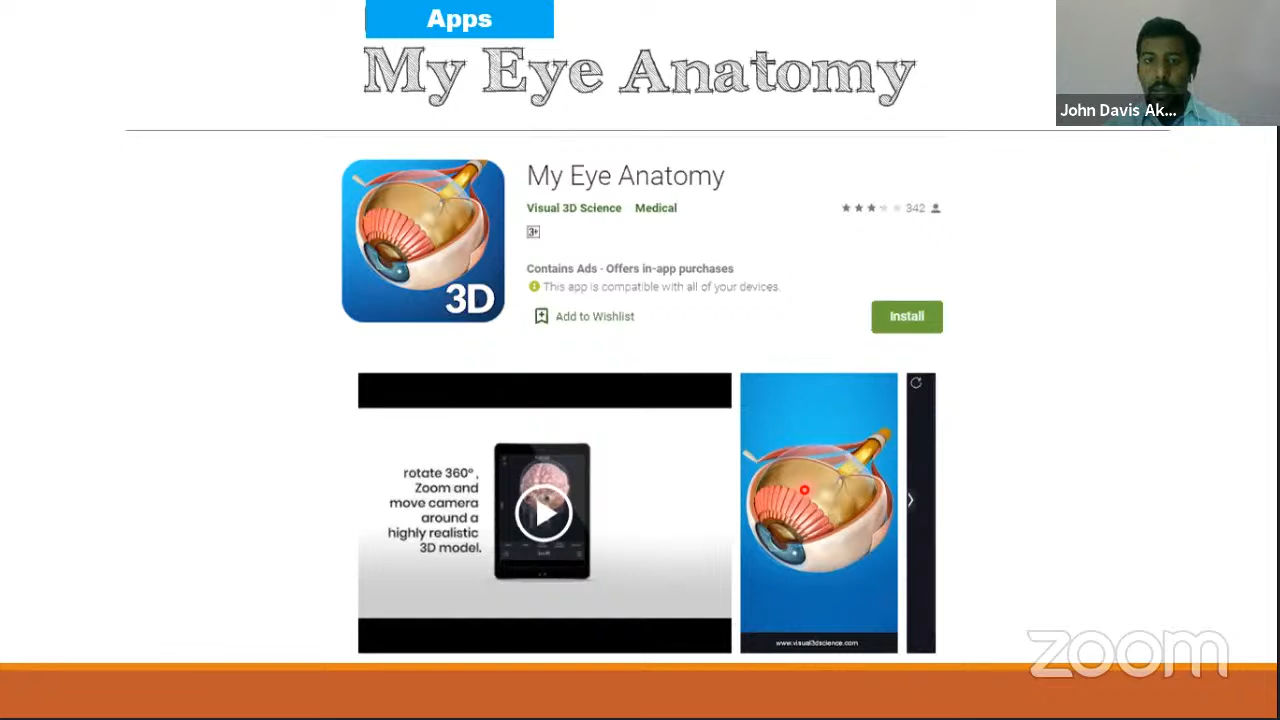 Apps
My Eye Anatomy
John Davis Ak...
My Eye Anatomy
Visual 3D Science Medical
342
3+
Contains Ads · Offers in-app purchases
This app is compatible with all of your devices.
Add to Wishlist
Install
3D
rotate 360°,
Zoom and
move camera
around a
highly realistic
3D model.
www.visual3dscience.com
zoom